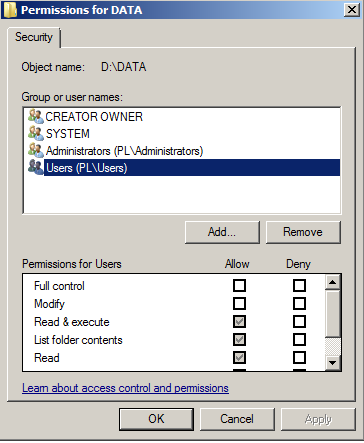 Permissions for DATA
Security
Object name: D:\DATA
Group or user names:
CREATOR OWNER
SYSTEM
Administrators (PL\Administrators)
Users (PL\Users)
Add... Remove
Permissions for Users Allow Deny
Full control
Modify
Read & execute
List folder contents
Read
Learn about access control and permissions
OK Cancel Apply